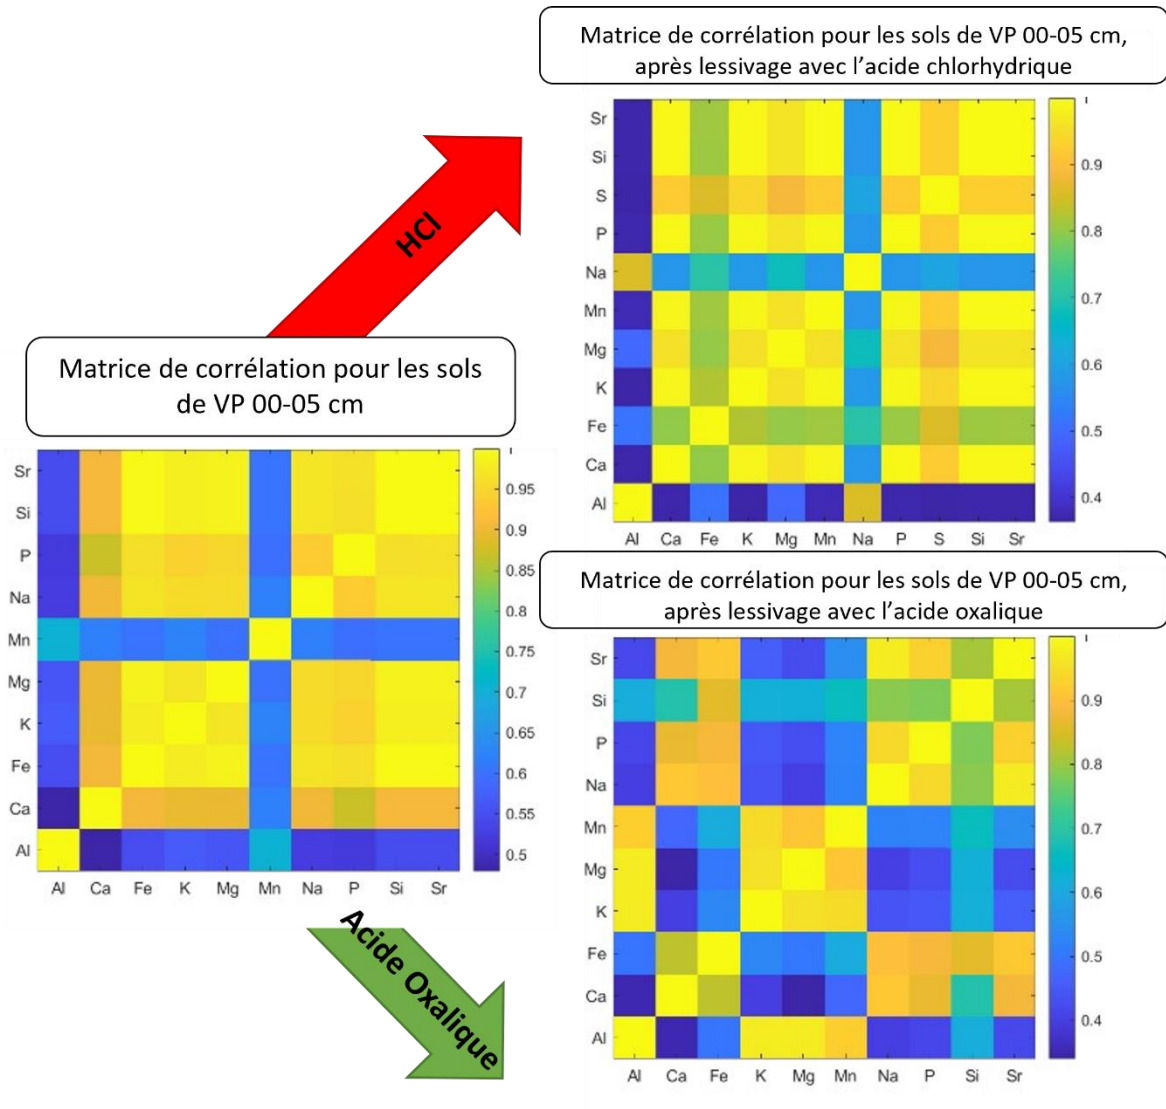 Matrice de corrélation pour les sols de VP 00-05 cm,
après lessivage avec l’acide chlorhydrique
HCl
Matrice de corrélation pour les sols
de VP 00-05 cm
Sr
Si
S
P
Na
Mn
Mg
K
Fe
Ca
Al
Al Ca Fe K Mg Mn Na P S Si Sr
1
0.9
0.8
0.7
0.6
0.5
0.4
Sr
Si
P
Na
Mn
Mg
K
Fe
Ca
Al
Al Ca Fe K Mg Mn Na P Si Sr
1
0.95
0.9
0.85
0.8
0.75
0.7
0.65
0.6
0.55
0.5
Matrice de corrélation pour les sols de VP 00-05 cm,
après lessivage avec l’acide oxalique
Acide Oxalique
Sr
Si
P
Na
Mn
Mg
K
Fe
Ca
Al
Al Ca Fe K Mg Mn Na P Si Sr
1
0.9
0.8
0.7
0.6
0.5
0.4